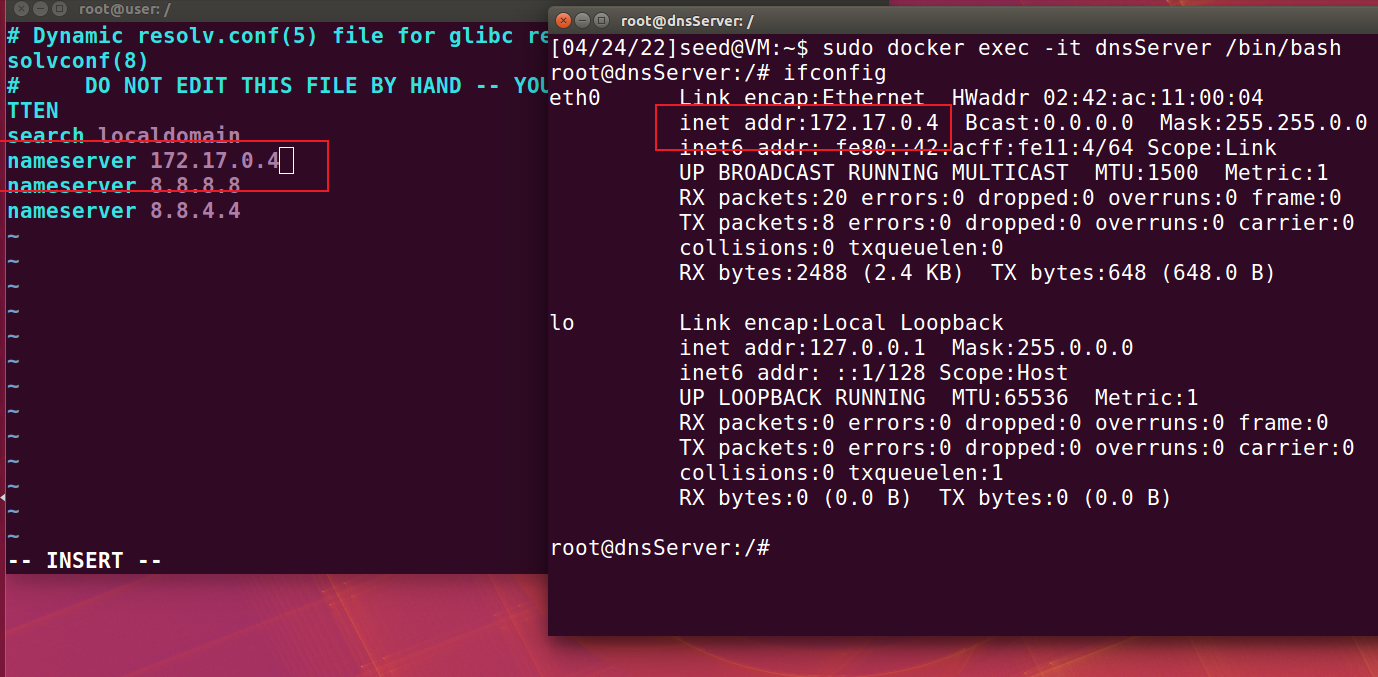 root@user: /
# Dynamic resolv.conf(5) file for glibc re
solvconf(8)
#     DO NOT EDIT THIS FILE BY HAND -- YOU
TTEN
search localdomain
nameserver 172.17.0.4
nameserver 8.8.8.8
nameserver 8.8.4.4
~
~
~
~
~
~
~
~
~
~
~
~
~
-- INSERT --
root@dnsServer: /
[04/24/22]seed@VM:~$ sudo docker exec -it dnsServer /bin/bash
root@dnsServer:/# ifconfig
eth0      Link encap:Ethernet  HWaddr 02:42:ac:11:00:04
          inet addr:172.17.0.4  Bcast:0.0.0.0  Mask:255.255.0.0
          inet6 addr: fe80::42:acff:fe11:4/64 Scope:Link
          UP BROADCAST RUNNING MULTICAST  MTU:1500  Metric:1
          RX packets:20 errors:0 dropped:0 overruns:0 frame:0
          TX packets:8 errors:0 dropped:0 overruns:0 carrier:0
          collisions:0 txqueuelen:0
          RX bytes:2488 (2.4 KB)  TX bytes:648 (648.0 B)
lo        Link encap:Local Loopback
          inet addr:127.0.0.1  Mask:255.0.0.0
          inet6 addr: ::1/128 Scope:Host
          UP LOOPBACK RUNNING  MTU:65536  Metric:1
          RX packets:0 errors:0 dropped:0 overruns:0 frame:0
          TX packets:0 errors:0 dropped:0 overruns:0 carrier:0
          collisions:0 txqueuelen:1
          RX bytes:0 (0.0 B)  TX bytes:0 (0.0 B)
root@dnsServer:/#